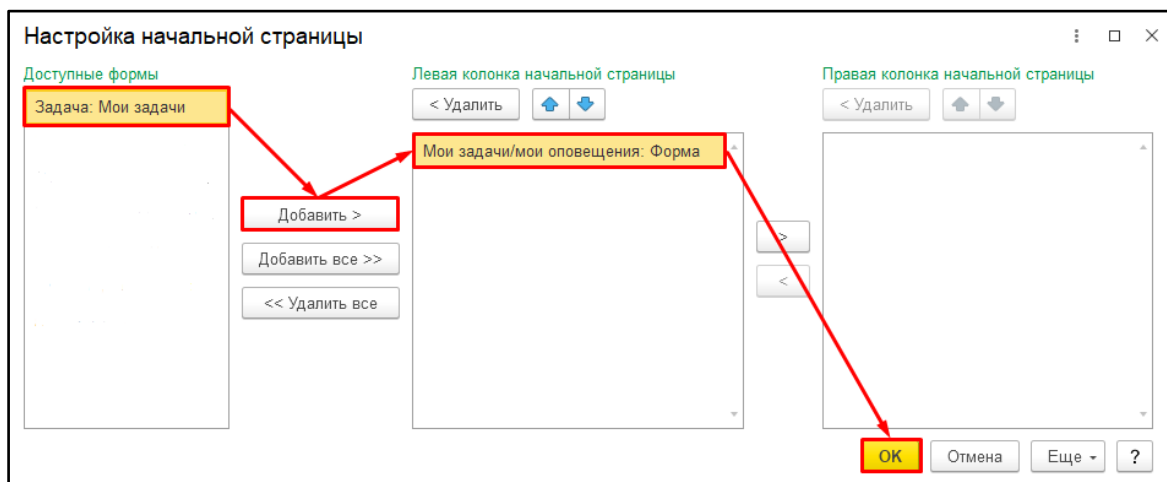 Настройка начальной страницы
Доступные формы
Левая колонка начальной страницы
Правая колонка начальной страницы
< Удалить
< Удалить
Задача: Мои задачи
Мои задачи/мои оповещения: Форма
Добавить >
Добавить все >>
<< Удалить все
>
<
OK
Отмена
Еще
?